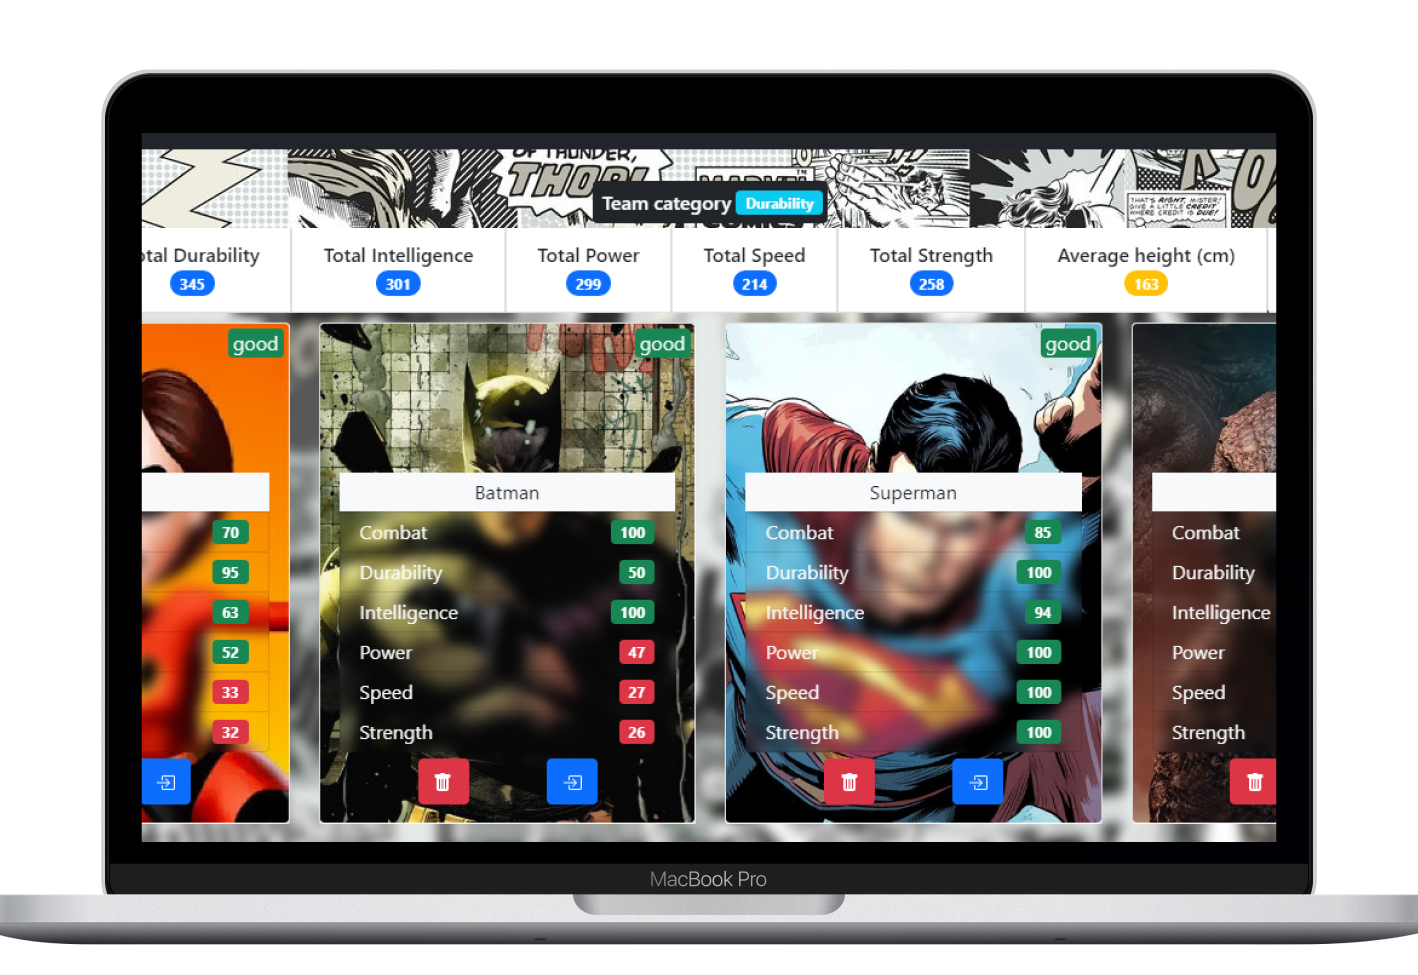 OF THUNDER,
THOR!
Team category Durability
THAT'S RIGHT, MISTER!
GIVE A LITTLE CREDIT
WHERE CREDIT IS DUE!
COMICS
tal Durability
345
Total Intelligence
301
Total Power
299
Total Speed
214
Total Strength
258
Average height (cm)
163
good
70
95
63
52
33
32
good
Batman
Combat 100
Durability 50
Intelligence 100
Power 47
Speed 27
Strength 26
good
Superman
Combat 85
Durability 100
Intelligence 94
Power 100
Speed 100
Strength 100
Combat
Durability
Intelligence
Power
Speed
Strength
MacBook Pro